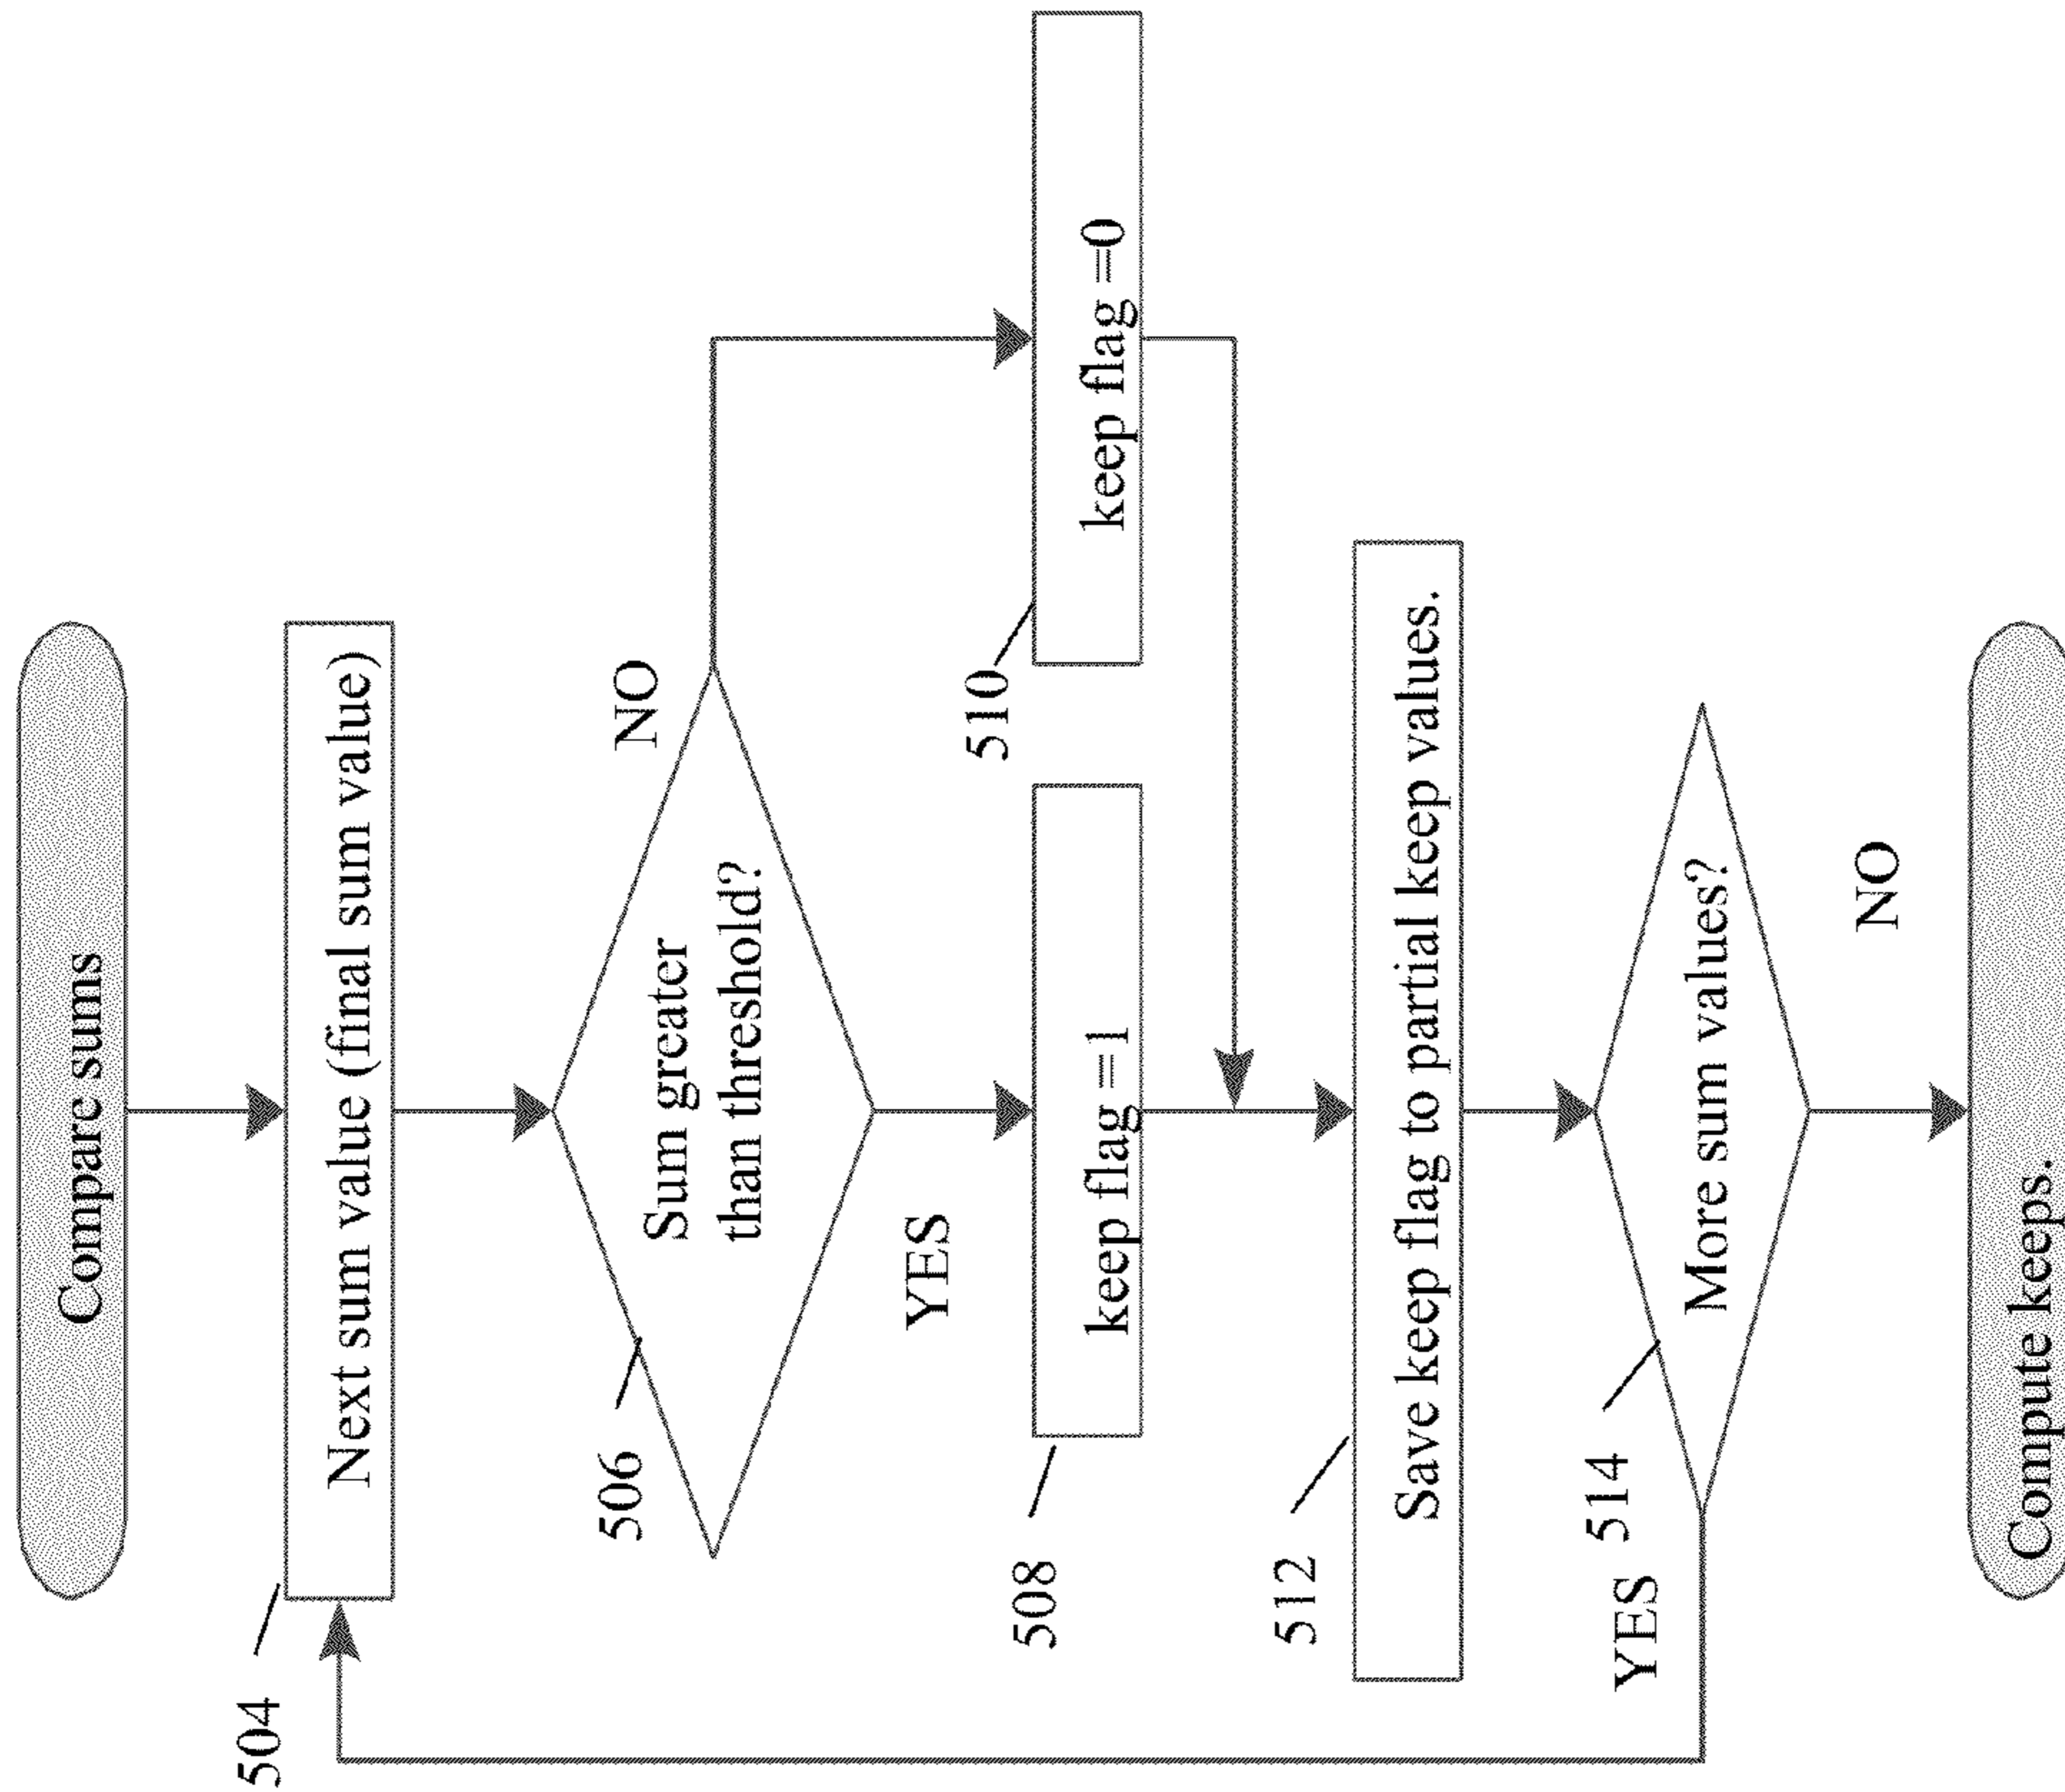 Compare sums
504
Next sum value (final sum value)
506
Sum greater
than threshold?
NO
YES
508
keep flag =1
510
keep flag =0
512
Save keep flag to partial keep values.
YES
514
More sum values?
NO
Compute keeps.